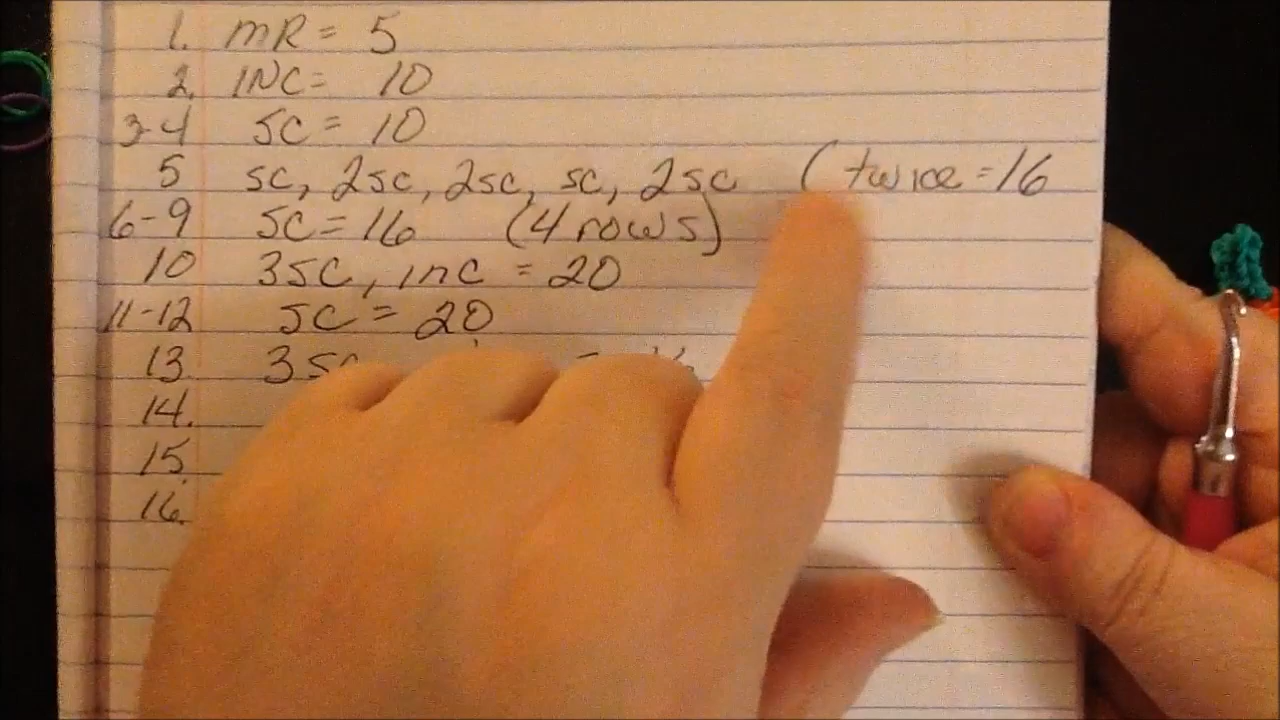 1. MR = 5
2. INC = 10
3-4 SC = 10
5 SC, 2SC, 2SC, SC, 2SC (twice = 16
6-9 SC = 16 (4 rows)
10 3SC, inc = 20
11-12 SC = 20
13 3SC
14.
15.
16.